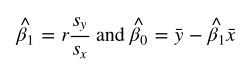 β̂₁ = r s_y/s_x and β̂₀ = ȳ − β̂₁x̄